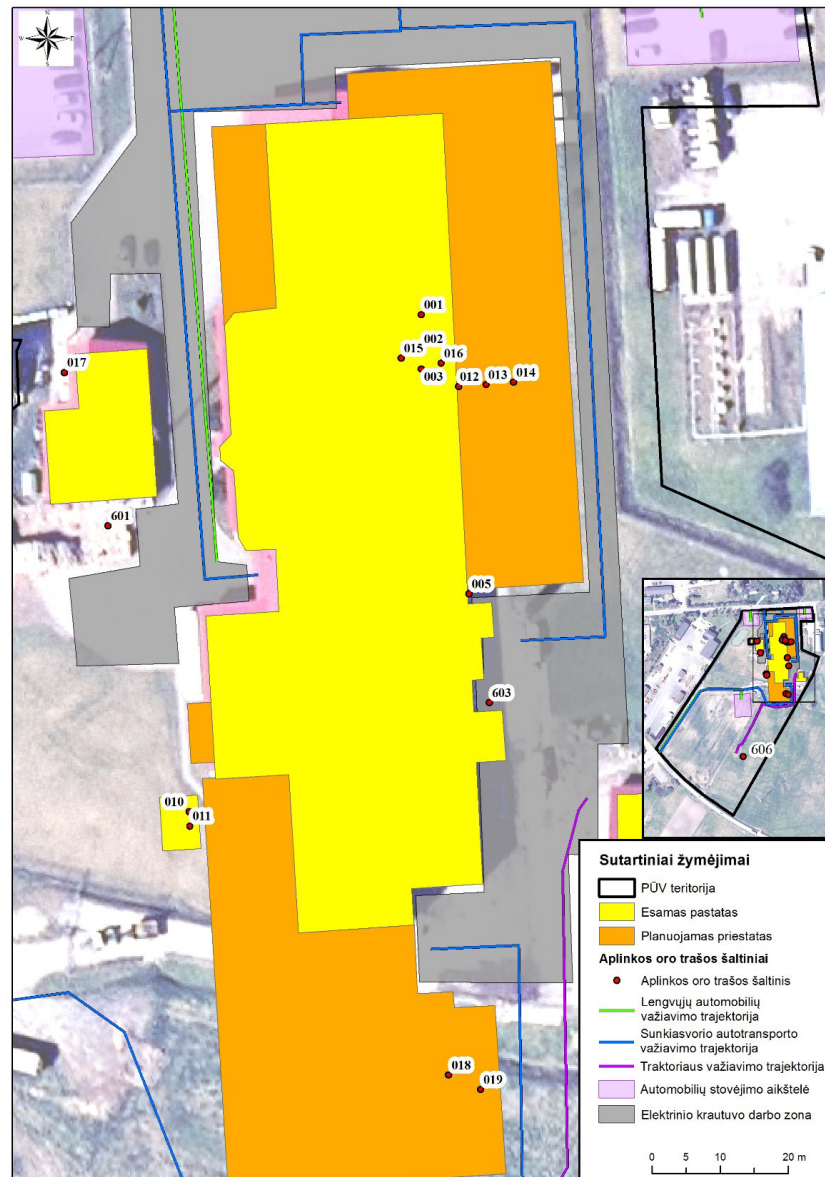 N
W E
S
001
002
015
016
003
012
013
014
017
601
005
603
606
010
011
018
019
Sutartiniai žymėjimai
PŪV teritorija
Esamas pastatas
Planuojamas priestatas
Aplinkos oro tršos šaltiniai
Aplinkos oro tršos šaltinis
Lengvųjų automobilių
važiavimo trajektorija
Sunkiasvorio autotransporto
važiavimo trajektorija
Traktoriaus važiavimo trajektorija
Automobilių stovėjimo aikštelė
Elektrinio krautuvo darbo zona
0 5 10 20 m